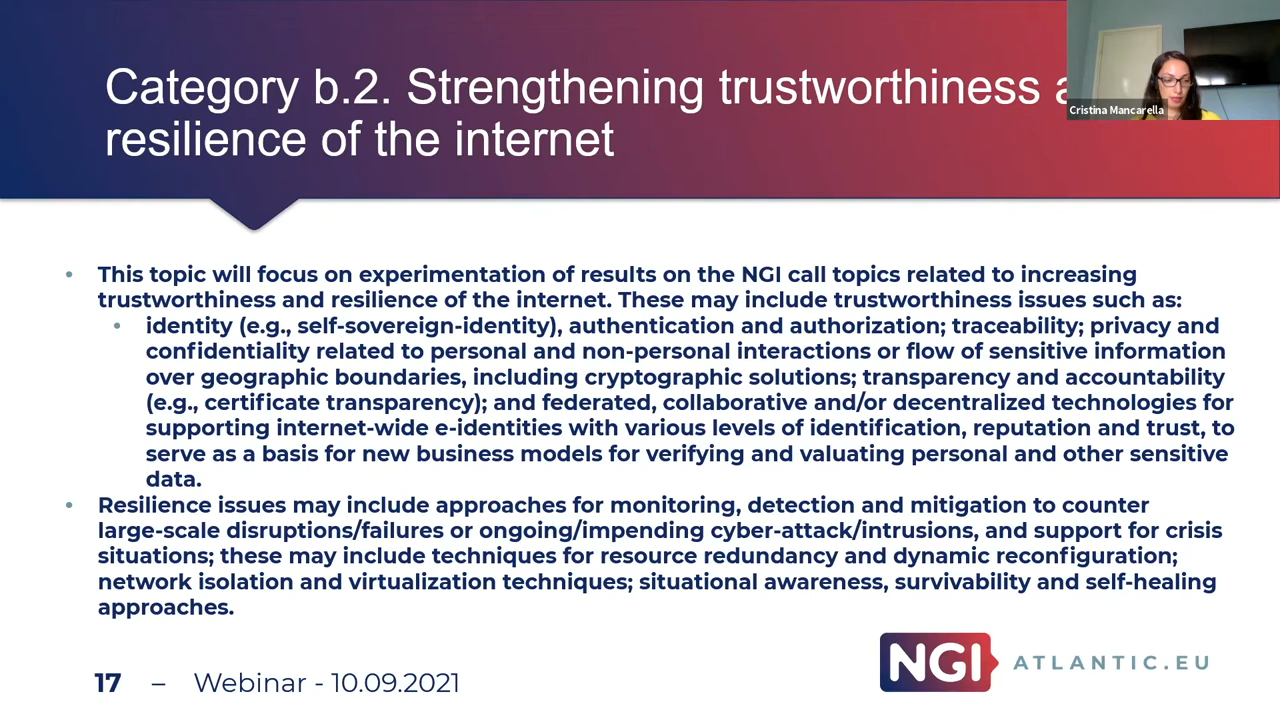 Category b.2. Strengthening trustworthiness
resilience of the internet
Cristina Mancarella
• This topic will focus on experimentation of results on the NGI call topics related to increasing
trustworthiness and resilience of the internet. These may include trustworthiness issues such as:
• identity (e.g., self-sovereign-identity), authentication and authorization; traceability; privacy and
confidentiality related to personal and non-personal interactions or flow of sensitive information
over geographic boundaries, including cryptographic solutions; transparency and accountability
(e.g., certificate transparency); and federated, collaborative and/or decentralized technologies for
supporting internet-wide e-identities with various levels of identification, reputation and trust, to
serve as a basis for new business models for verifying and valuating personal and other sensitive
data.
• Resilience issues may include approaches for monitoring, detection and mitigation to counter
large-scale disruptions/failures or ongoing/impending cyber-attack/intrusions, and support for crisis
situations; these may include techniques for resource redundancy and dynamic reconfiguration;
network isolation and virtualization techniques; situational awareness, survivability and self-healing
approaches.
17 – Webinar - 10.09.2021
NGI ATLANTIC.EU